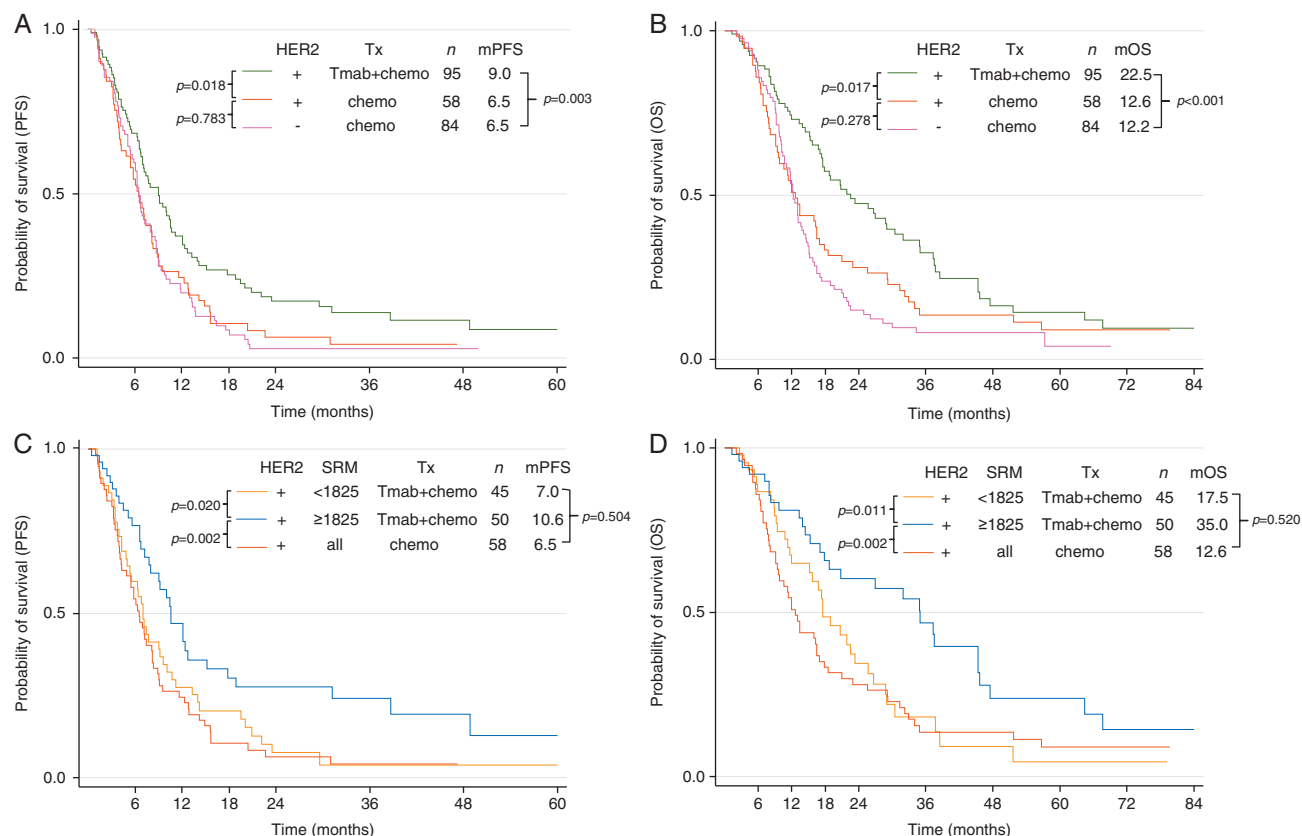 A
1.0
0.5
0.0
Probability of survival (PFS)
HER2 Tx n mPFS
+ Tmab+chemo 95 9.0
+ chemo 58 6.5
- chemo 84 6.5
p=0.018
p=0.783
p=0.003
6 12 18 24 36 48 60
Time (months)
B
1.0
0.5
0.0
Probability of survival (OS)
HER2 Tx n mOS
+ Tmab+chemo 95 22.5
+ chemo 58 12.6
- chemo 84 12.2
p=0.017
p=0.278
p<0.001
6 12 18 24 36 48 60 72 84
Time (months)
C
1.0
0.5
0.0
Probability of survival (PFS)
HER2 SRM Tx n mPFS
+ <1825 Tmab+chemo 45 7.0
+ ≥1825 Tmab+chemo 50 10.6
+ all chemo 58 6.5
p=0.020
p=0.002
p=0.504
6 12 18 24 36 48 60
Time (months)
D
1.0
0.5
0.0
Probability of survival (OS)
HER2 SRM Tx n mOS
+ <1825 Tmab+chemo 45 17.5
+ ≥1825 Tmab+chemo 50 35.0
+ all chemo 58 12.6
p=0.011
p=0.002
p=0.520
6 12 18 24 36 48 60 72 84
Time (months)